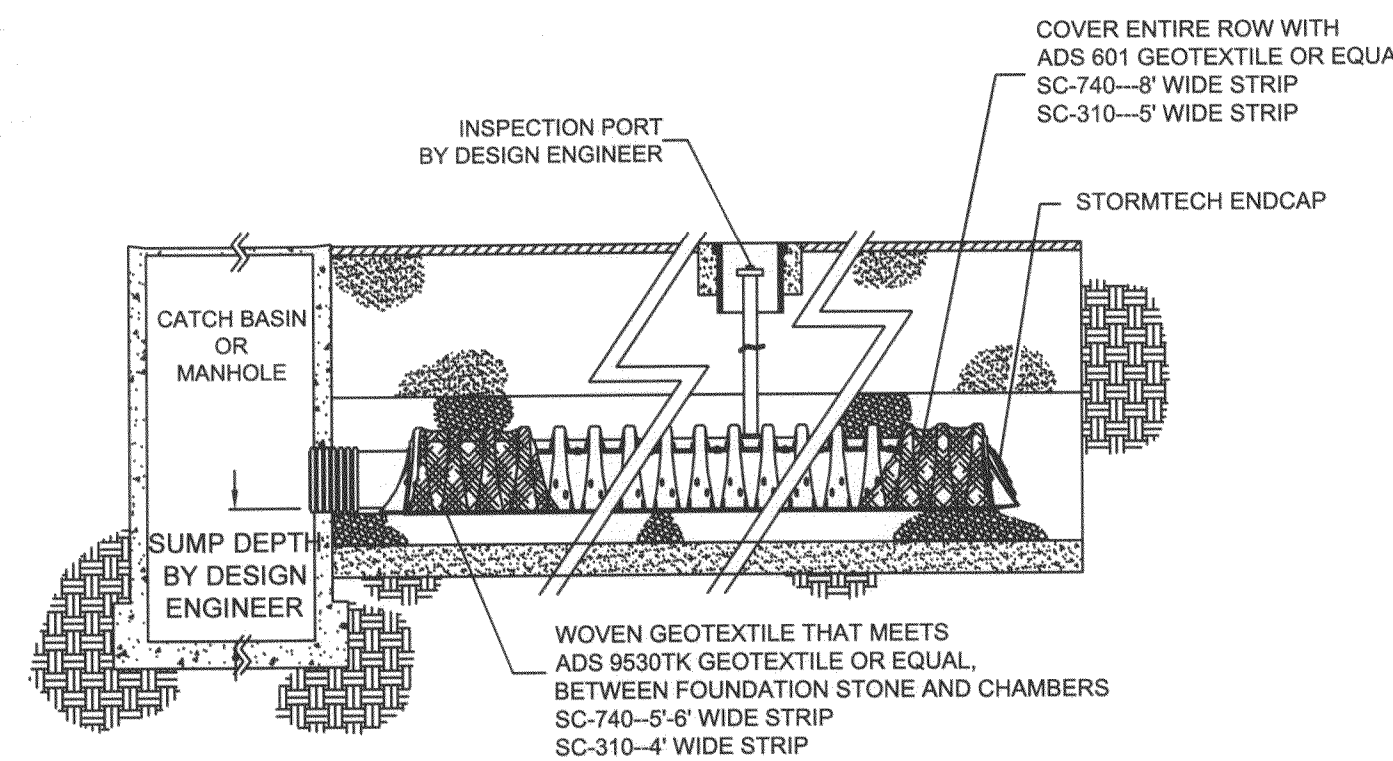 COVER ENTIRE ROW WITH
ADS 601 GEOTEXTILE OR EQUA
SC-740---8' WIDE STRIP
SC-310---5' WIDE STRIP
INSPECTION PORT
BY DESIGN ENGINEER
STORMTECH ENDCAP
CATCH BASIN
OR
MANHOLE
SUMP DEPTH
BY DESIGN
ENGINEER
WOVEN GEOTEXTILE THAT MEETS
ADS 9530TK GEOTEXTILE OR EQUAL,
BETWEEN FOUNDATION STONE AND CHAMBERS
SC-740--5'-6' WIDE STRIP
SC-310--4' WIDE STRIP